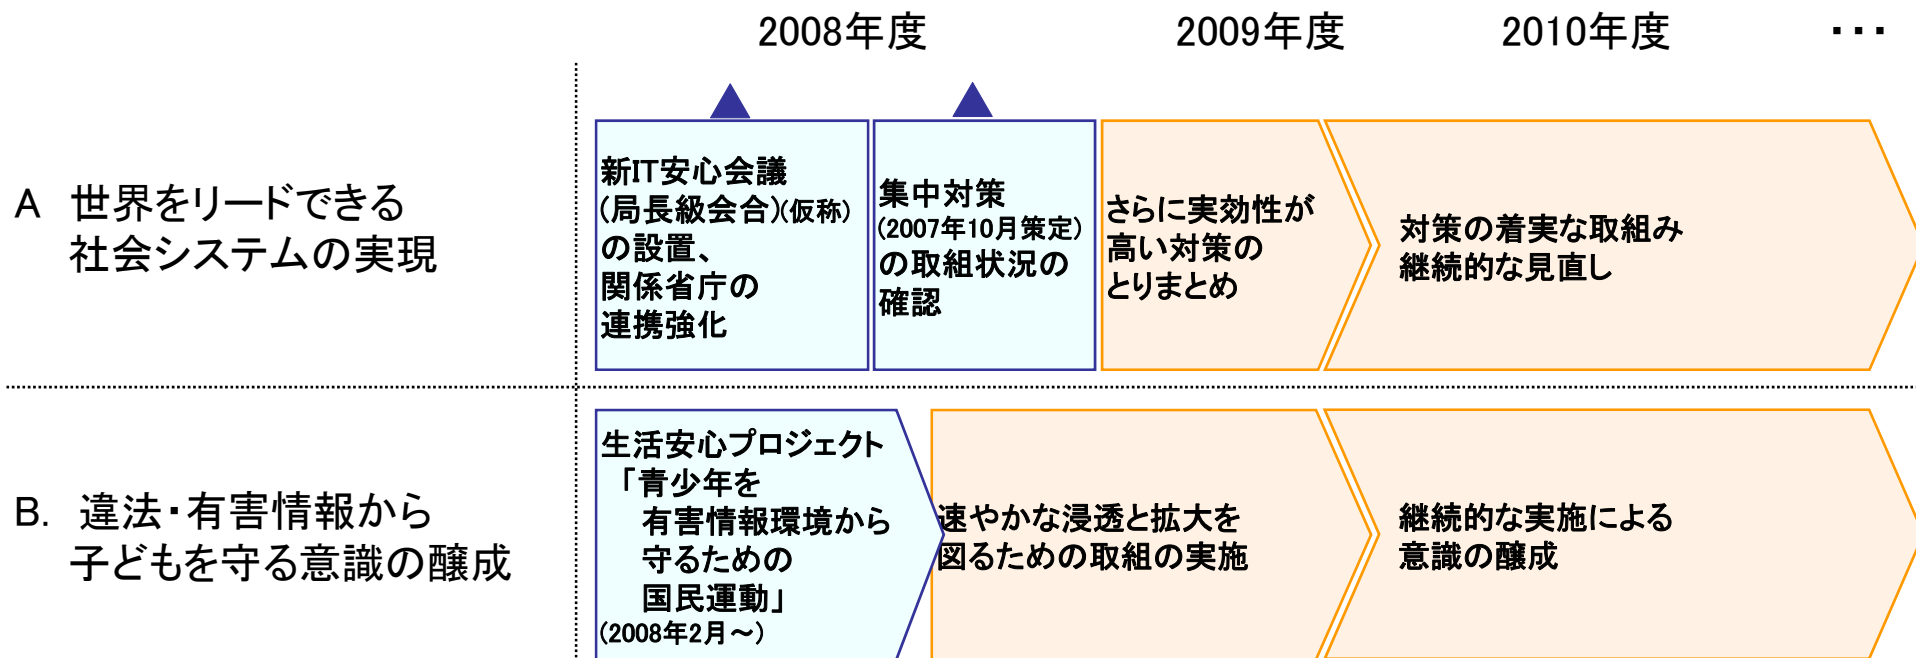 2008年度
2009年度
2010年度
･･･
A 世界をリードできる
社会システムの実現
新IT安心会議
(局長級会合)(仮称)
の設置、
関係省庁の
連携強化
集中対策
(2007年10月策定)
の取組状況の
確認
さらに実効性が
高い対策の
とりまとめ
対策の着実な取組み
継続的な見直し
B. 違法・有害情報から
子どもを守る意識の醸成
生活安心プロジェクト
「青少年を
有害情報環境から
守るための
国民運動」
(2008年2月～)
速やかな浸透と拡大を
図るための取組の実施
継続的な実施による
意識の醸成